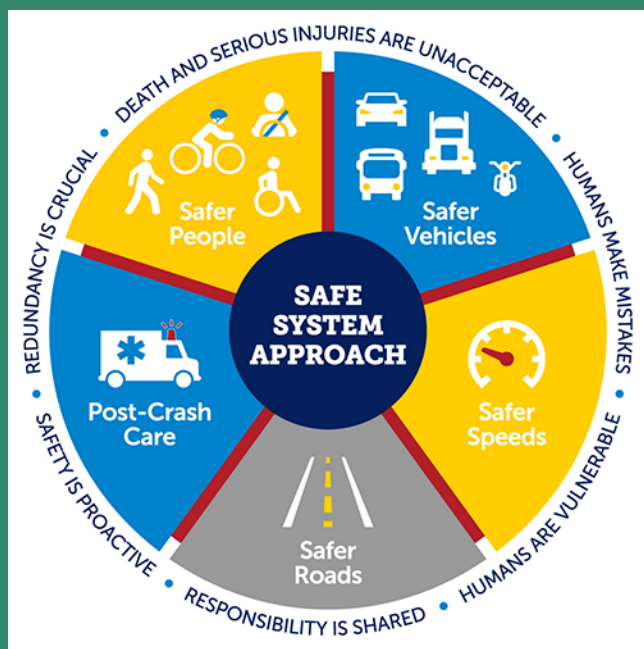 DEATH AND SERIOUS INJURIES ARE UNACCEPTABLE
HUMANS MAKE MISTAKES
HUMANS ARE VULNERABLE
RESPONSIBILITY IS SHARED
SAFETY IS PROACTIVE
REDUNDANCY IS CRUCIAL
Safer
People
Safer
Vehicles
SAFE
SYSTEM
APPROACH
Post-Crash
Care
Safer
Speeds
Safer
Roads